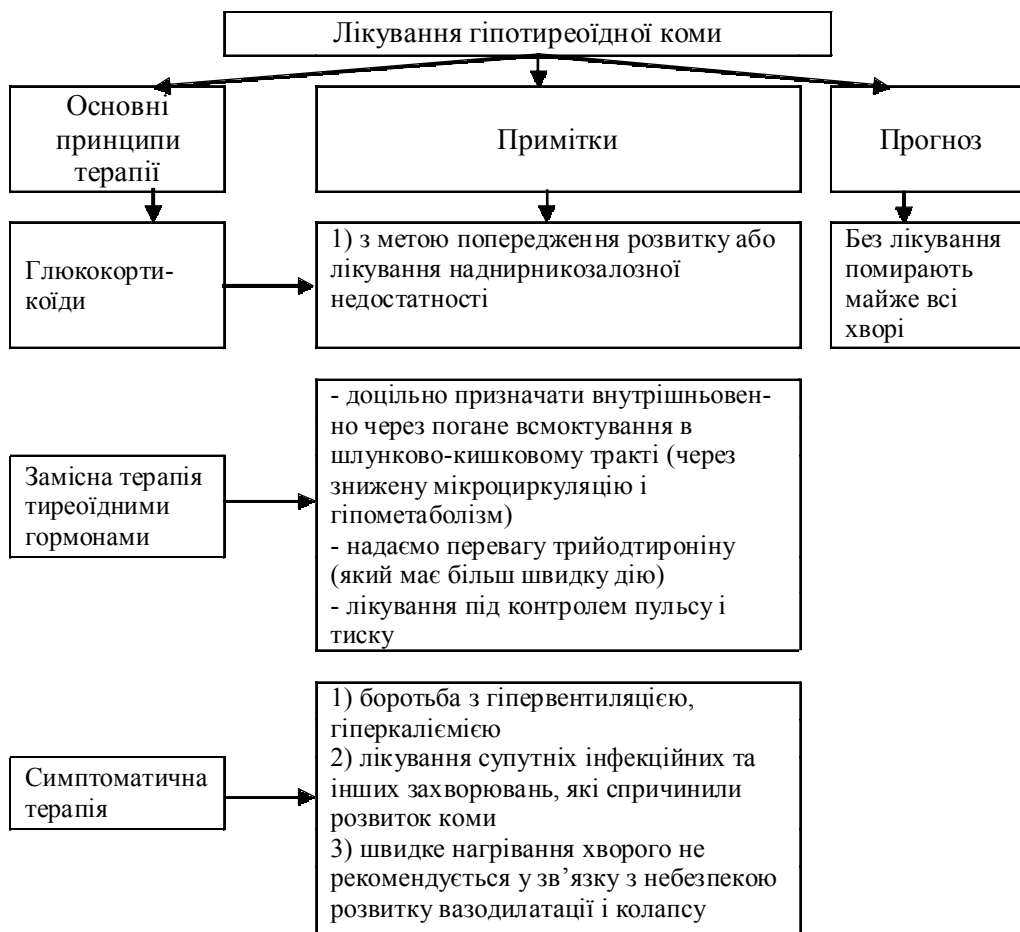 Лікування гіпотиреоїдної коми
Основні
принципи
терапії
Примітки
Прогноз
Глюкокорти-
коїди
1) з метою попередження розвитку або
лікування наднирникозалозної
недостатності
Без лікування
помирають
майже всі
хворі
Замісна терапія
тиреоїдними
гормонами
- доцільно призначати внутрішньовен-
но через погане всмоктування в
шлунково-кишковому тракті (через
знижену мікроциркуляцію і
гіпометаболізм)
- надаємо перевагу трийодтироніну
(який має більш швидку дію)
- лікування під контролем пульсу і
тиску
Симптоматична
терапія
1) боротьба з гіпервентиляцією,
гіперкаліємією
2) лікування супутніх інфекційних та
інших захворювань, які спричинили
розвиток коми
3) швидке нагрівання хворого не
рекомендується у зв’язку з небезпекою
розвитку вазодилатації і колапсу